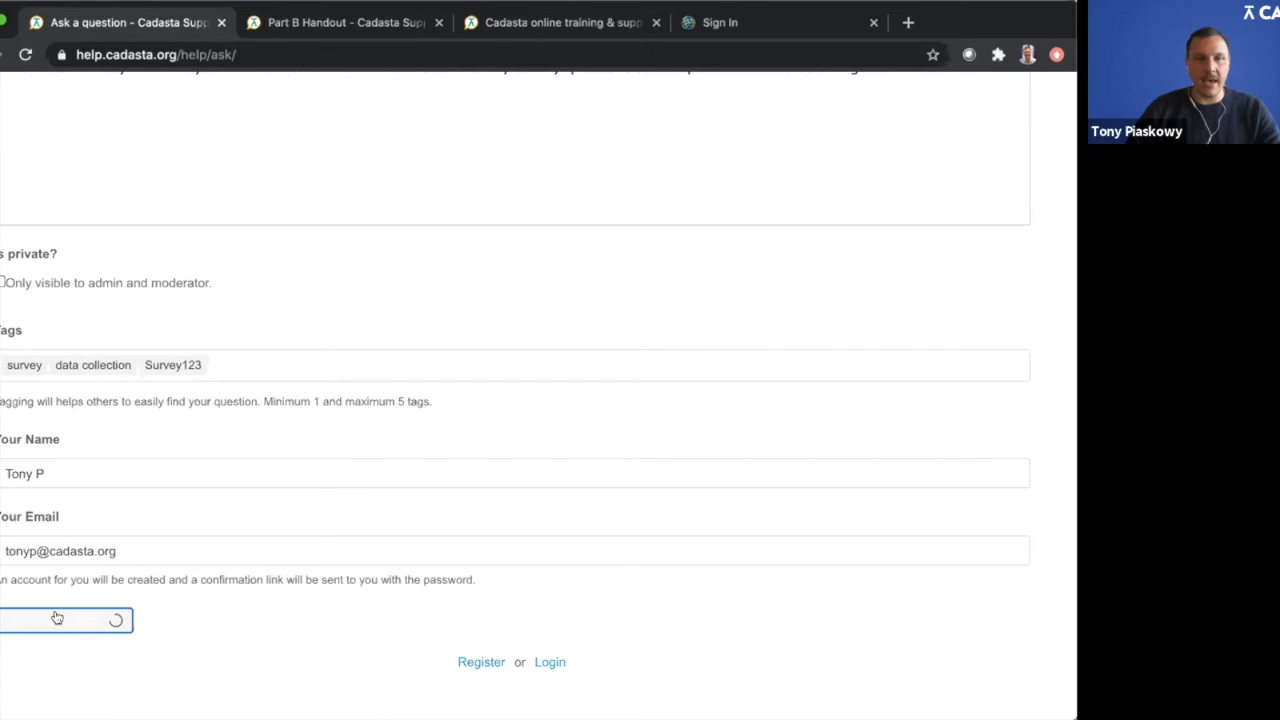 Ask a question - Cadasta Supp
Part B Handout - Cadasta Sup
Cadasta online training & supp
Sign In
help.cadasta.org/help/ask/
s private?
Only visible to admin and moderator.
ags
survey data collection Survey123
agging will helps others to easily find your question. Minimum 1 and maximum 5 tags.
our Name
Tony P
our Email
tonyp@cadasta.org
n account for you will be created and a confirmation link will be sent to you with the password.
Register or Login
CA
Tony Piaskowy